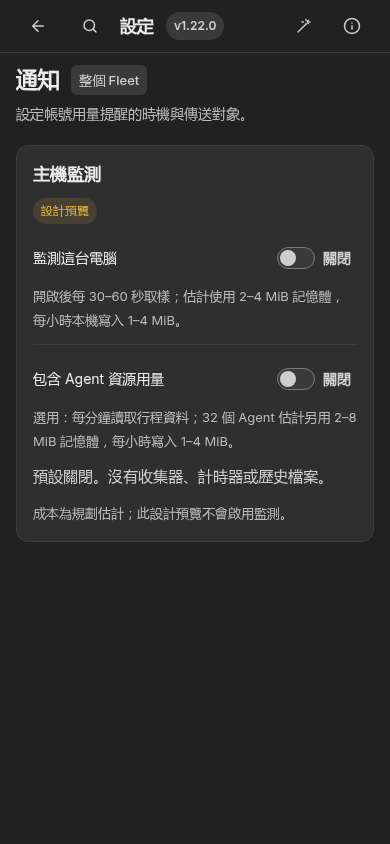 設定 v1.22.0
通知 整個 Fleet
設定帳號用量提醒的時機與傳送對象。
主機監測
設計預覽
監測這台電腦 關閉
開啟後每 30–60 秒取樣；估計使用 2–4 MiB 記憶體，
每小時本機寫入 1–4 MiB。
包含 Agent 資源用量 關閉
選用：每分鐘讀取行程資料；32 個 Agent 估計另用 2–8
MiB 記憶體，每小時寫入 1–4 MiB。
預設關閉。沒有收集器、計時器或歷史檔案。
成本為規劃估計；此設計預覽不會啟用監測。